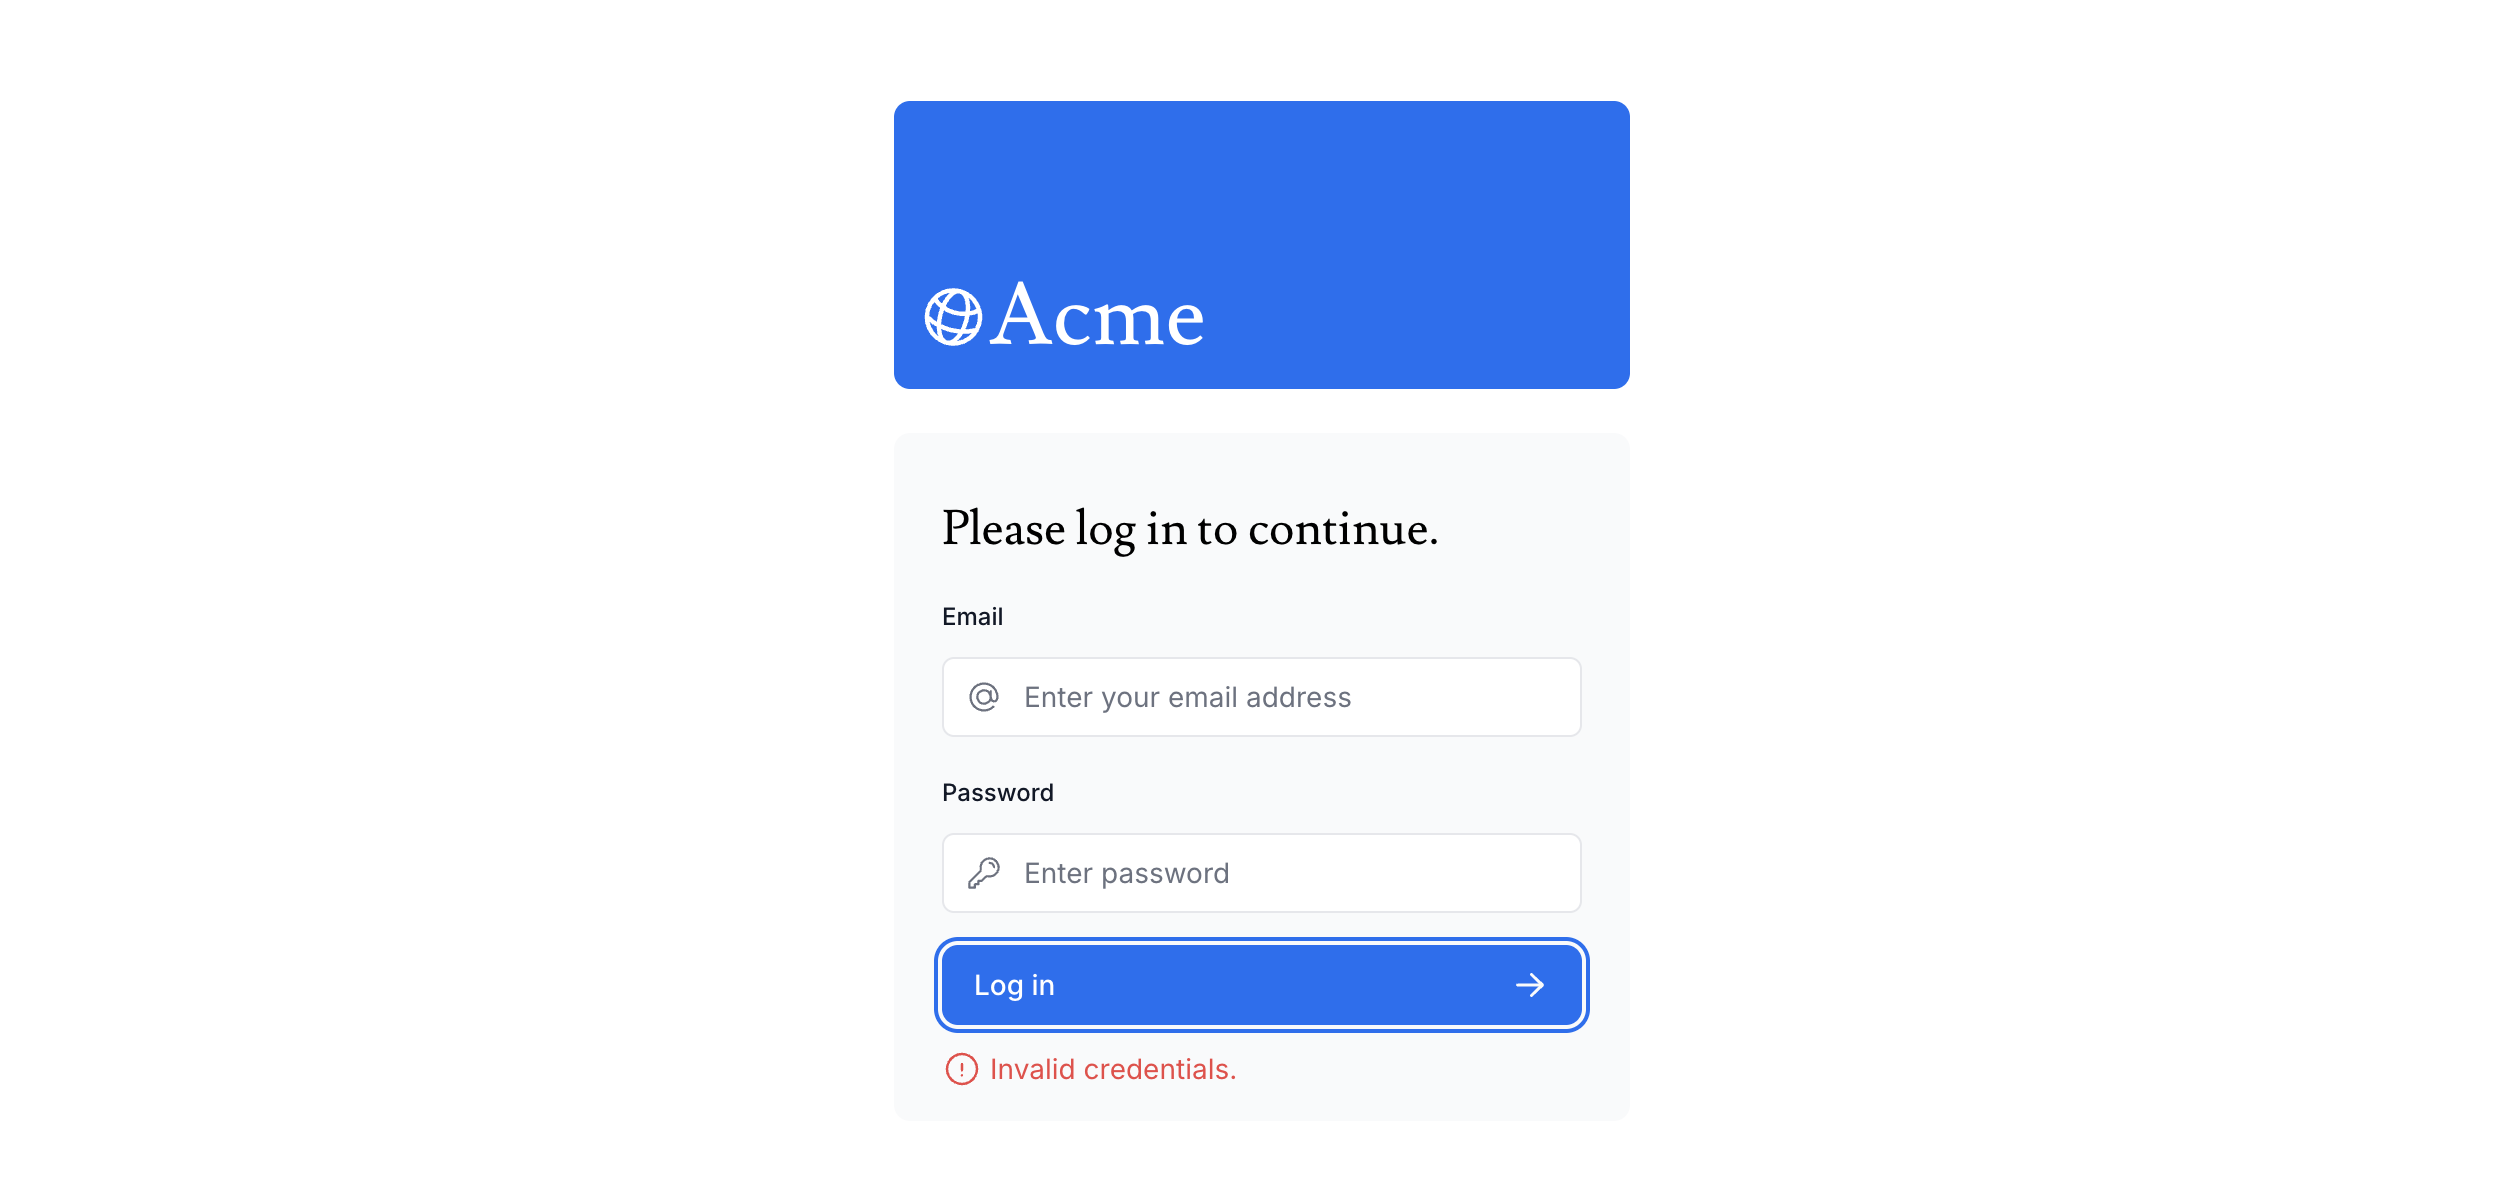 Acme
Please log in to continue.
Email
Enter your email address
Password
Enter password
Log in
Invalid credentials.